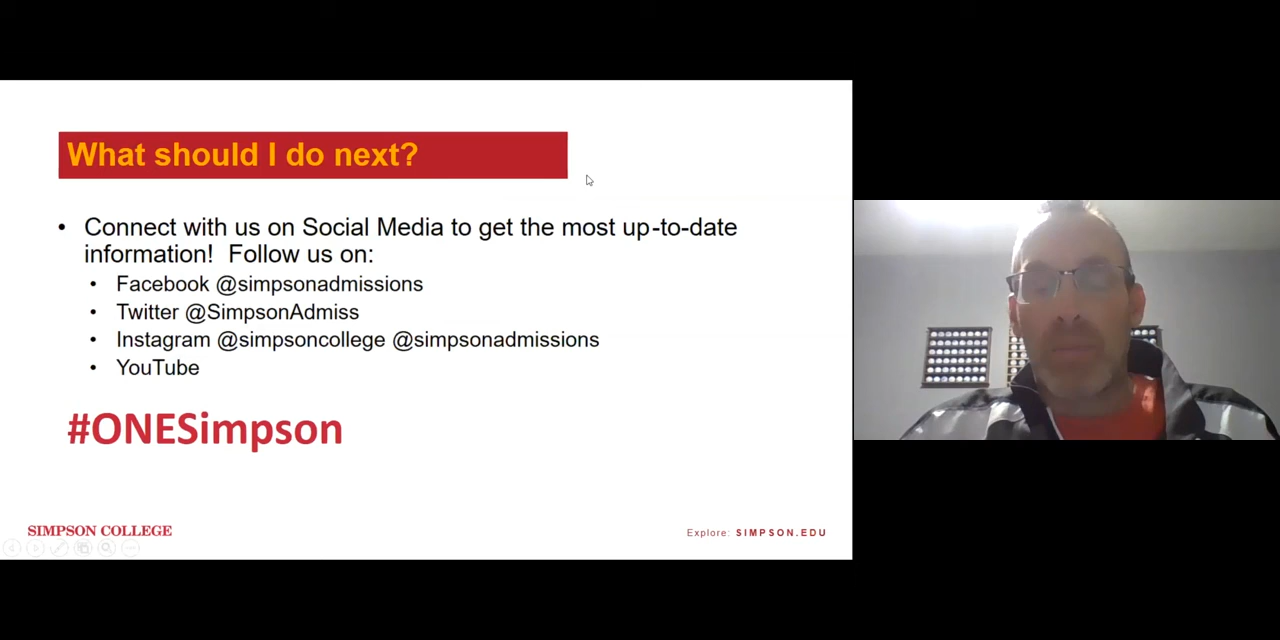 What should I do next?
• Connect with us on Social Media to get the most up-to-date
information! Follow us on:
• Facebook @simpsonadmissions
• Twitter @SimpsonAdmiss
• Instagram @simpsoncollege @simpsonadmissions
• YouTube
#ONESimpson
SIMPSON COLLEGE
Explore: SIMPSON.EDU